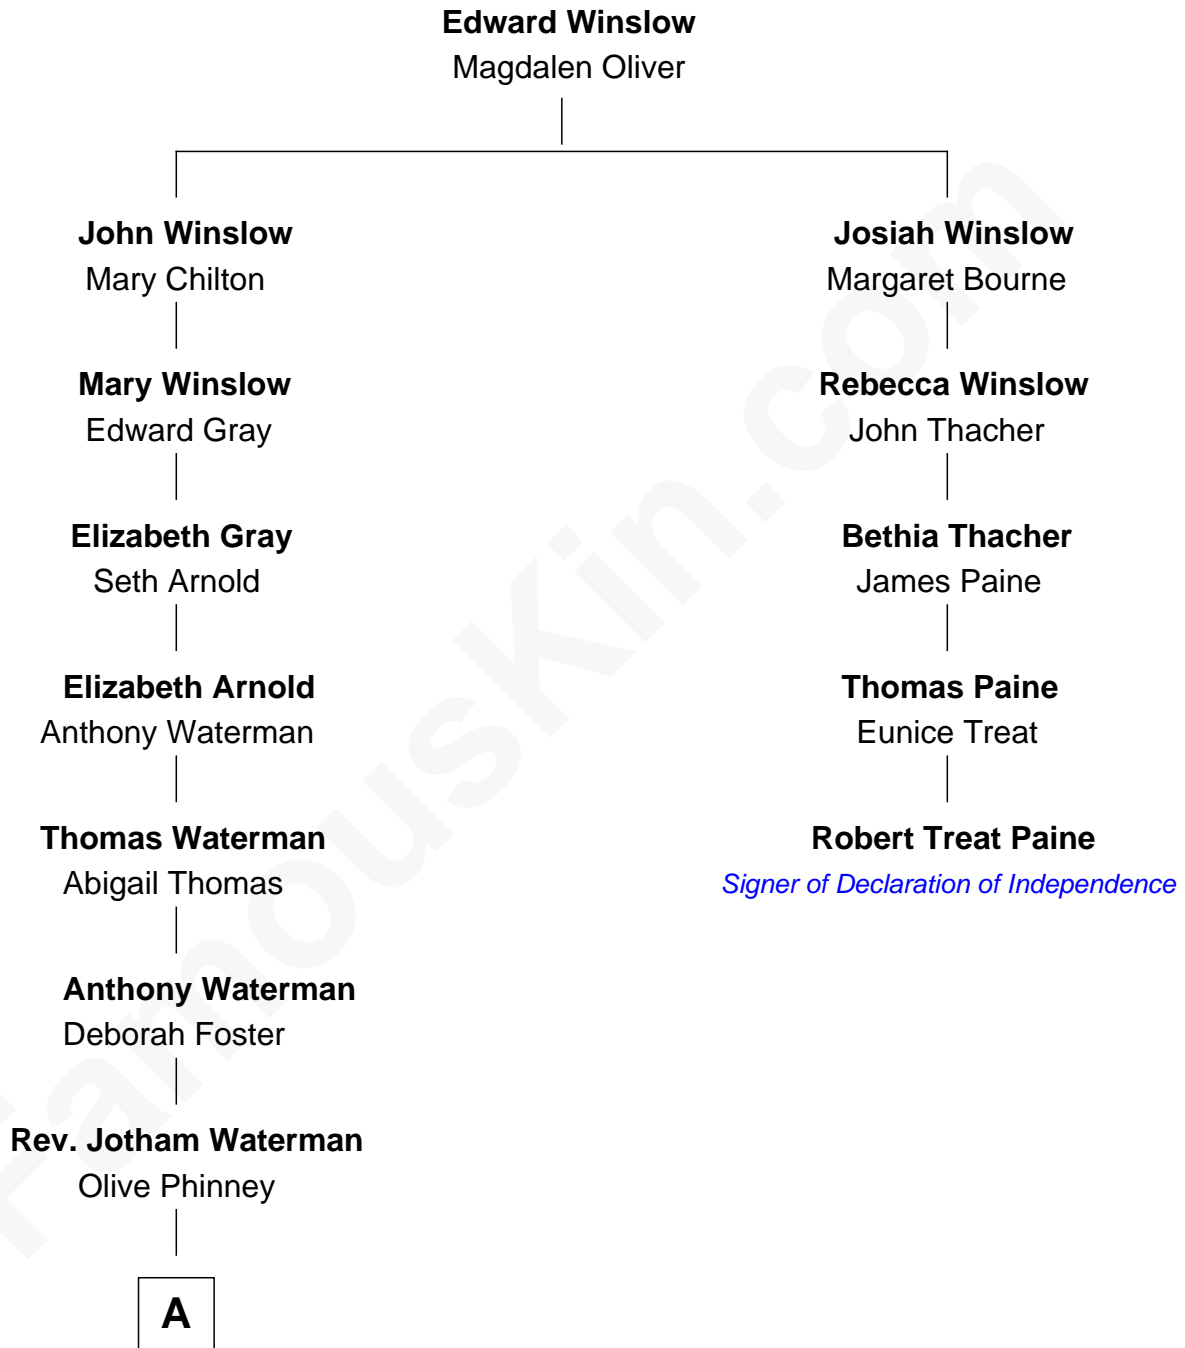 Edward Winslow
Magdalen Oliver
John Winslow
Mary Chilton
Mary Winslow
Edward Gray
Elizabeth Gray
Seth Arnold
Elizabeth Arnold
Anthony Waterman
Thomas Waterman
Abigail Thomas
Anthony Waterman
Deborah Foster
Rev. Jotham Waterman
Olive Phinney
A
Josiah Winslow
Margaret Bourne
Rebecca Winslow
John Thacher
Bethia Thacher
James Paine
Thomas Paine
Eunice Treat
Robert Treat Paine
Signer of Declaration of Independence
FamousKin.com